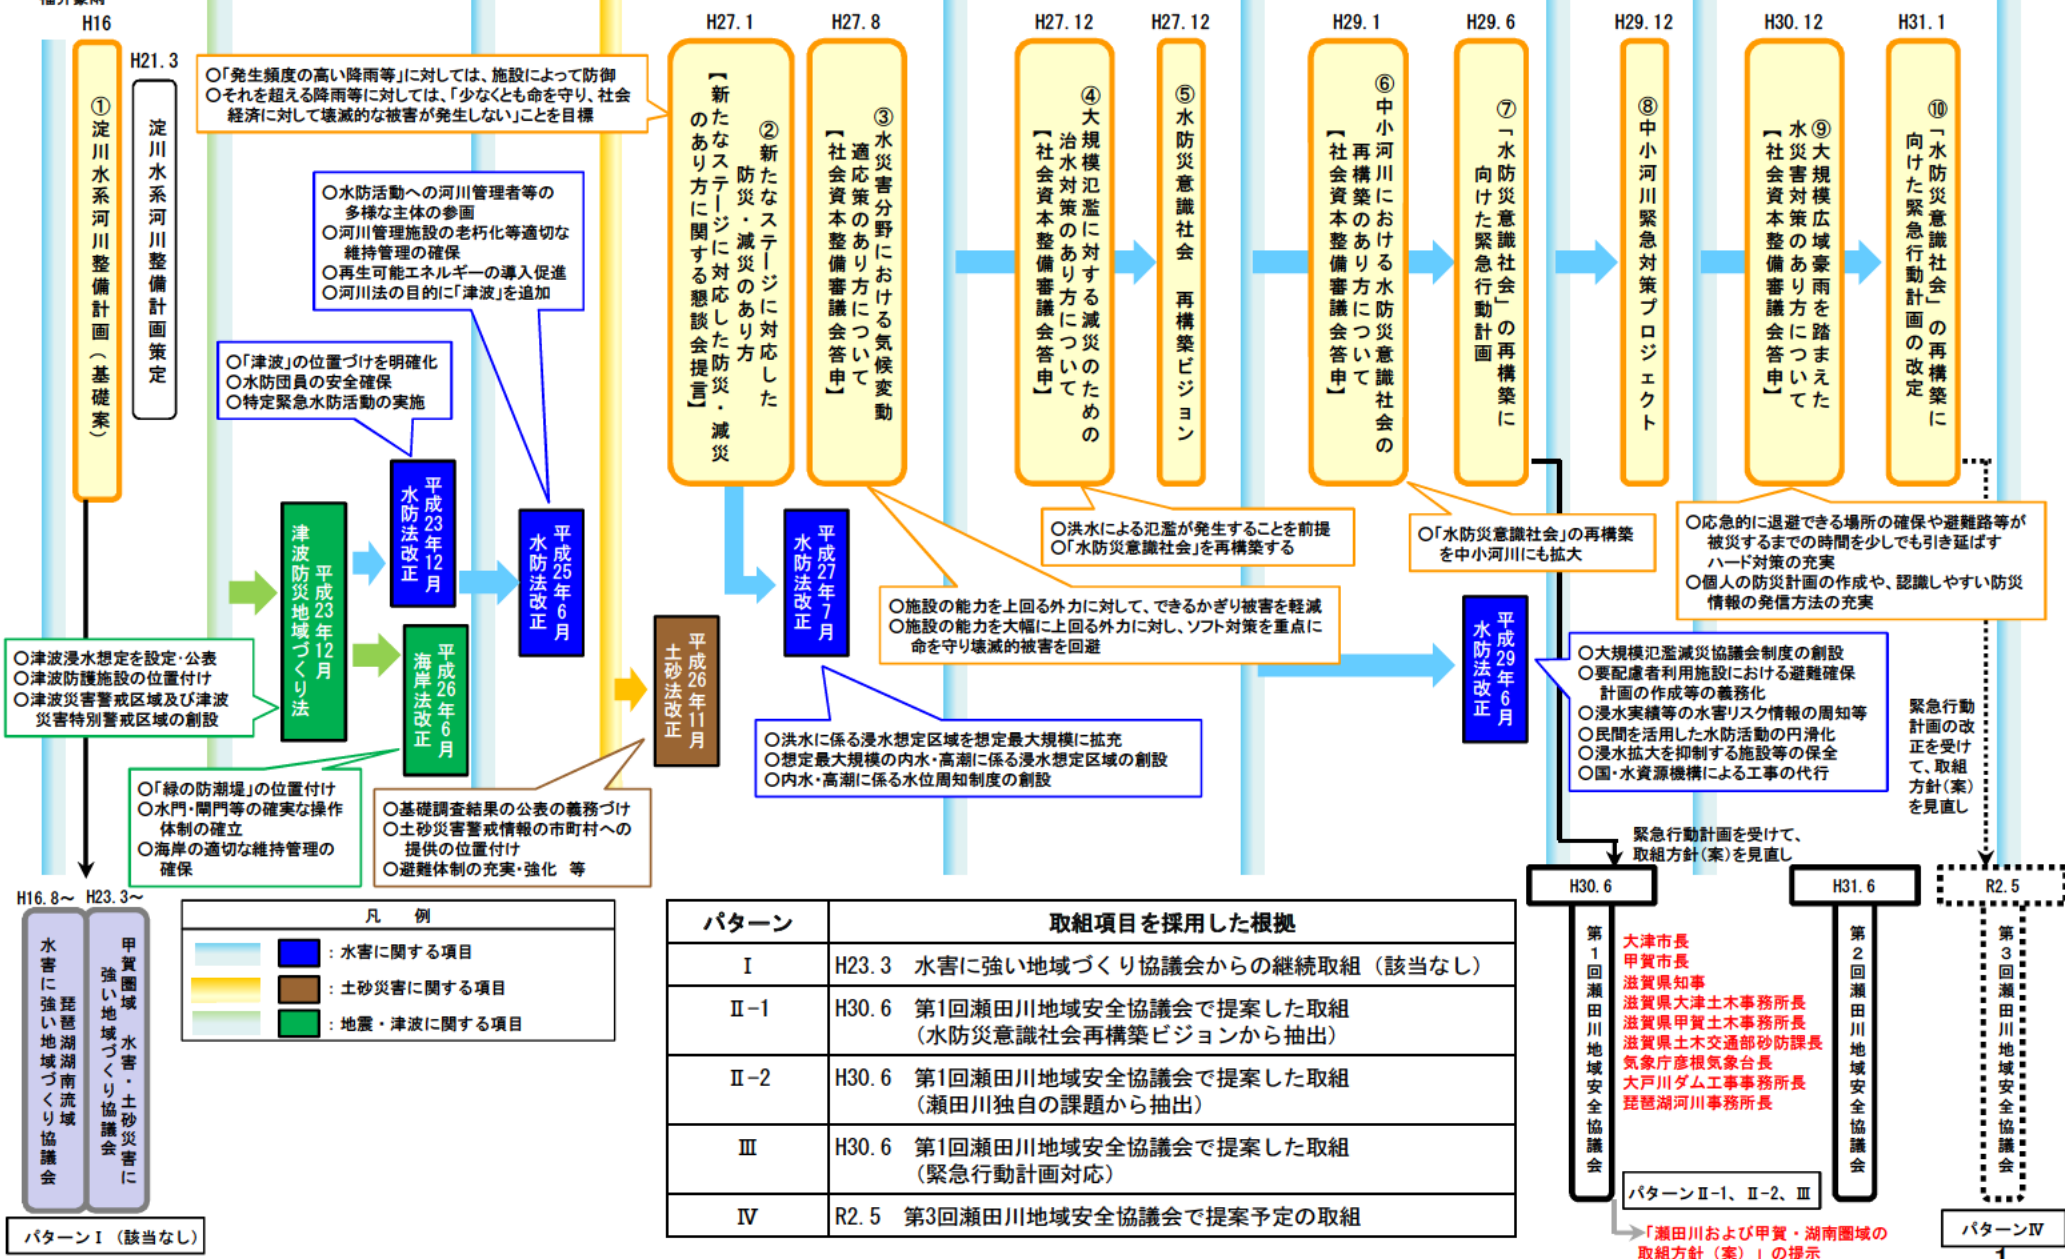 H16
①淀川水系河川整備計画（基礎案）
H21.3
淀川水系河川整備計画策定
○「発生頻度の高い降雨等」に対しては、施設によって防御
○それを超える降雨等に対しては、「少なくとも命を守り、社会
経済に対して壊滅的な被害が発生しない」ことを目標
H27.1
②新たなステージに対応した
防災・減災のあり方
【新たなステージに対応した防災・減災
のあり方に関する懇談会提言】
H27.8
③水災害分野における気候変動
適応策のあり方について
【社会資本整備審議会答申】
H27.12
④大規模氾濫に対する減災のための
治水対策のあり方について
【社会資本整備審議会答申】
H27.12
⑤水防災意識社会　再構築ビジョン
H29.1
⑥中小河川における水防災意識社会の
再構築のあり方について
【社会資本整備審議会答申】
H29.6
⑦「水防災意識社会」の再構築に
向けた緊急行動計画
H29.12
⑧中小河川緊急対策プロジェクト
H30.12
⑨大規模広域豪雨を踏まえた
水災害対策のあり方について
【社会資本整備審議会答申】
H31.1
⑩「水防災意識社会」の再構築に
向けた緊急行動計画の改定
○水防活動への河川管理者等の
多様な主体の参画
○河川管理施設の老朽化等適切な
維持管理の確保
○再生可能エネルギーの導入促進
○河川法の目的に「津波」を追加
○「津波」の位置づけを明確化
○水防団員の安全確保
○特定緊急水防活動の実施
平成23年12月
津波防災地域づくり法
平成23年12月
水防法改正
平成25年6月
水防法改正
平成26年6月
海岸法改正
平成26年11月
土砂法改正
平成27年7月
水防法改正
平成29年6月
水防法改正
○洪水による氾濫が発生することを前提
○「水防災意識社会」を再構築する
○「水防災意識社会」の再構築
を中小河川にも拡大
○応急的に退避できる場所の確保や避難路等が
被災するまでの時間を少しでも引き延ばす
ハード対策の充実
○個人の防災計画の作成や、認識しやすい防災
情報の発信方法の充実
○施設の能力を上回る外力に対して、できるかぎり被害を軽減
○施設の能力を大幅に上回る外力に対し、ソフト対策を重点に
命を守り壊滅的被害を回避
○津波浸水想定を設定・公表
○津波防護施設の位置付け
○津波災害警戒区域及び津波
災害特別警戒区域の創設
○大規模氾濫減災協議会制度の創設
○要配慮者利用施設における避難確保
計画の作成等の義務化
○浸水実績等の水害リスク情報の周知等
○民間を活用した水防活動の円滑化
○浸水拡大を抑制する施設等の保全
○国・水資源機構による工事の代行
○洪水に係る浸水想定区域を想定最大規模に拡充
○想定最大規模の内水・高潮に係る浸水想定区域の創設
○内水・高潮に係る水位周知制度の創設
○「緑の防潮堤」の位置付け
○水門・閘門等の確実な操作
体制の確立
○海岸の適切な維持管理の
確保
○基礎調査結果の公表の義務づけ
○土砂災害警戒情報の市町村への
提供の位置付け
○避難体制の充実・強化　等
緊急行動
計画の改
正を受け
て、取組
方針(案)
を見直し
緊急行動計画を受けて、
取組方針(案)を見直し
H16.8～
琵琶湖湖南流域
水害に強い地域づくり協議会
H23.3～
甲賀圏域　水害・土砂災害に
強い地域づくり協議会
パターンⅠ（該当なし）
凡　例
：水害に関する項目
：土砂災害に関する項目
：地震・津波に関する項目
パターン　取組項目を採用した根拠
Ⅰ　H23.3　水害に強い地域づくり協議会からの継続取組（該当なし）
Ⅱ-1　H30.6　第1回瀬田川地域安全協議会で提案した取組
（水防災意識社会再構築ビジョンから抽出）
Ⅱ-2　H30.6　第1回瀬田川地域安全協議会で提案した取組
（瀬田川独自の課題から抽出）
Ⅲ　H30.6　第1回瀬田川地域安全協議会で提案した取組
（緊急行動計画対応）
Ⅳ　R2.5　第3回瀬田川地域安全協議会で提案予定の取組
H30.6
第1回瀬田川地域安全協議会
大津市長
甲賀市長
滋賀県知事
滋賀県大津土木事務所長
滋賀県甲賀土木事務所長
滋賀県土木交通部砂防課長
気象庁彦根気象台長
大戸川ダム工事事務所長
琵琶湖河川事務所長
H31.6
第2回瀬田川地域安全協議会
R2.5
第3回瀬田川地域安全協議会
パターンⅡ-1、Ⅱ-2、Ⅲ
「瀬田川および甲賀・湖南圏域の
取組方針（案）」の提示
パターンⅣ